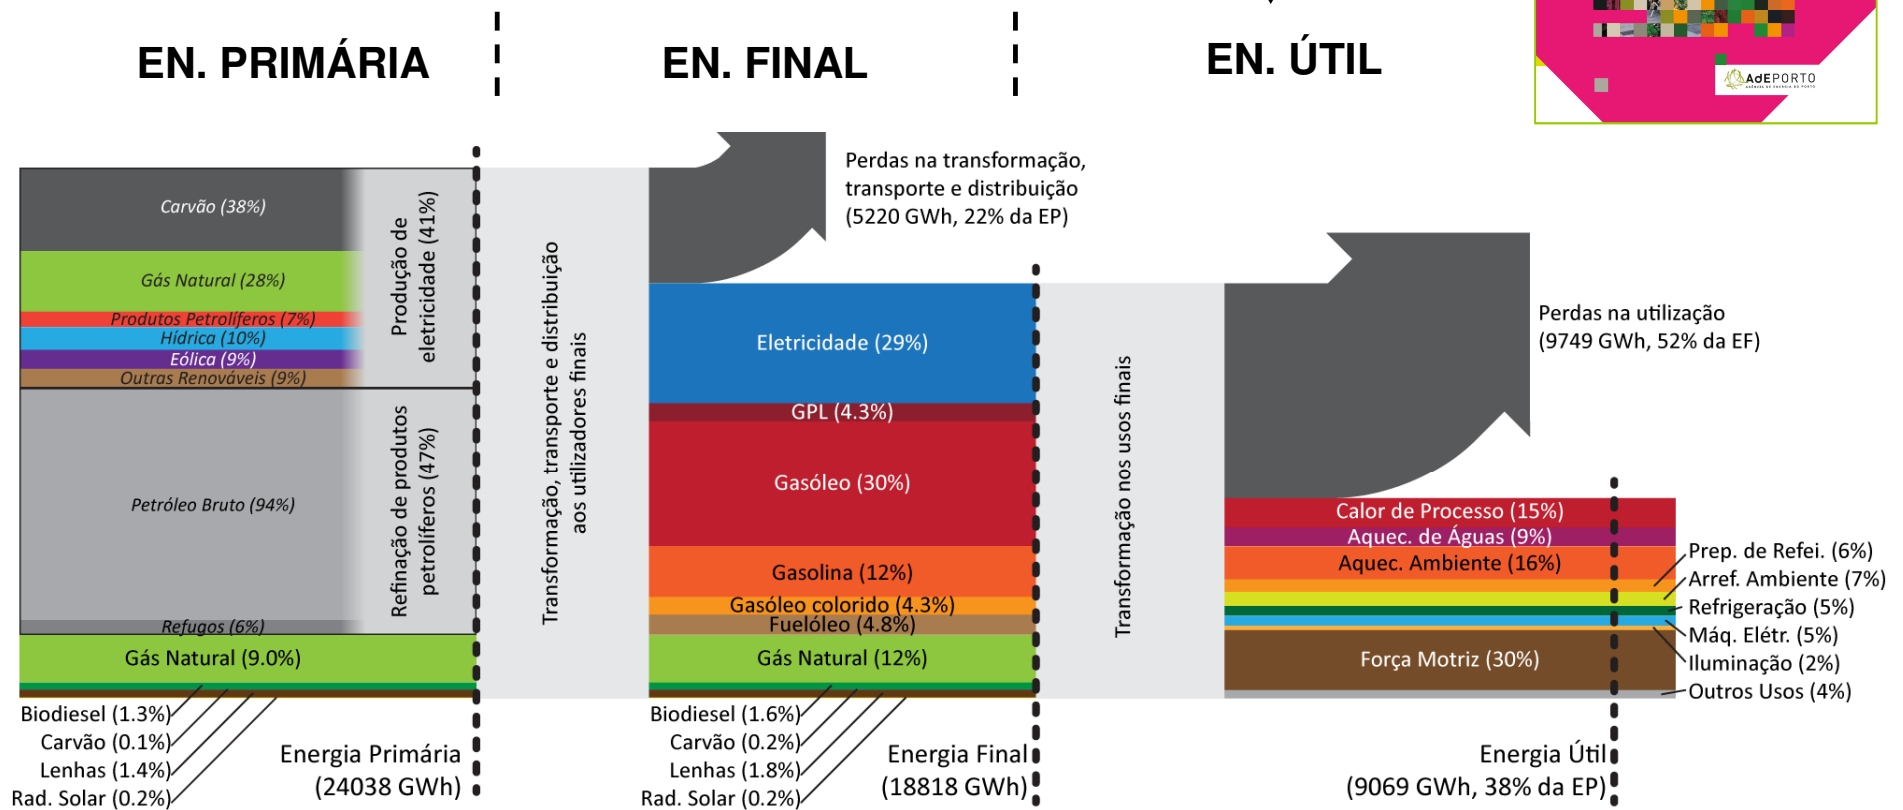 EN. PRIMÁRIA
EN. FINAL
EN. ÚTIL
AdEPORTO
AGÊNCIA DE ENERGIA DO PORTO
Carvão (38%)
Gás Natural (28%)
Produtos Petrolíferos (7%)
Hídrica (10%)
Eólica (9%)
Outras Renováveis (9%)
Produção de
eletricidade (41%)
Petróleo Bruto (94%)
Refugos (6%)
Refinação de produtos
petrolíferos (47%)
Gás Natural (9.0%)
Biodiesel (1.3%)
Carvão (0.1%)
Lenhas (1.4%)
Rad. Solar (0.2%)
Energia Primária
(24038 GWh)
Transformação, transporte e distribuição
aos utilizadores finais
Perdas na transformação,
transporte e distribuição
(5220 GWh, 22% da EP)
Eletricidade (29%)
GPL (4.3%)
Gasóleo (30%)
Gasolina (12%)
Gasóleo colorido (4.3%)
Fuelóleo (4.8%)
Gás Natural (12%)
Biodiesel (1.6%)
Carvão (0.2%)
Lenhas (1.8%)
Rad. Solar (0.2%)
Energia Final
(18818 GWh)
Transformação nos usos finais
Perdas na utilização
(9749 GWh, 52% da EF)
Calor de Processo (15%)
Aquec. de Águas (9%)
Aquec. Ambiente (16%)
Prep. de Refei. (6%)
Arref. Ambiente (7%)
Refrigeração (5%)
Máq. Elétr. (5%)
Iluminação (2%)
Força Motriz (30%)
Outros Usos (4%)
Energia Útil
(9069 GWh, 38% da EP)